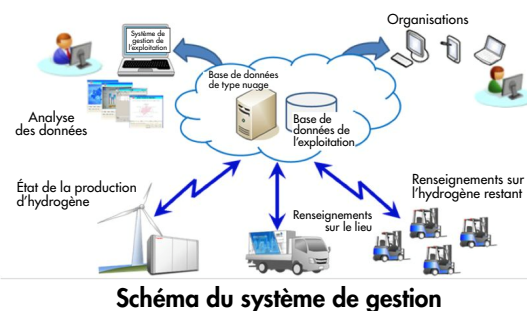 Système de
gestion de
l'exploitation
Organisations
Base de données
de type nuage
Base de
données de
l'exploitation
Analyse
des données
État de la production
d'hydrogène
Renseignements
sur le lieu
Renseignements sur
l'hydrogène restant
Schéma du système de gestion